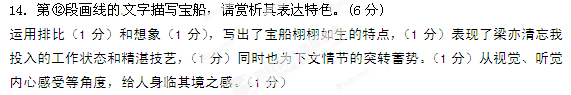 14. 第⑫段画线的文字描写宝船，请赏析其表达特色。(6 分)
运用排比（1 分）和想象（1 分），写出了宝船栩栩如生的特点，（1 分）表现了梁亦清忘我
投入的工作状态和精湛技艺，（1 分）同时也为下文情节的突转蓄势。（1 分）从视觉、听觉
内心感受等角度，给人身临其境之感。（1 分）